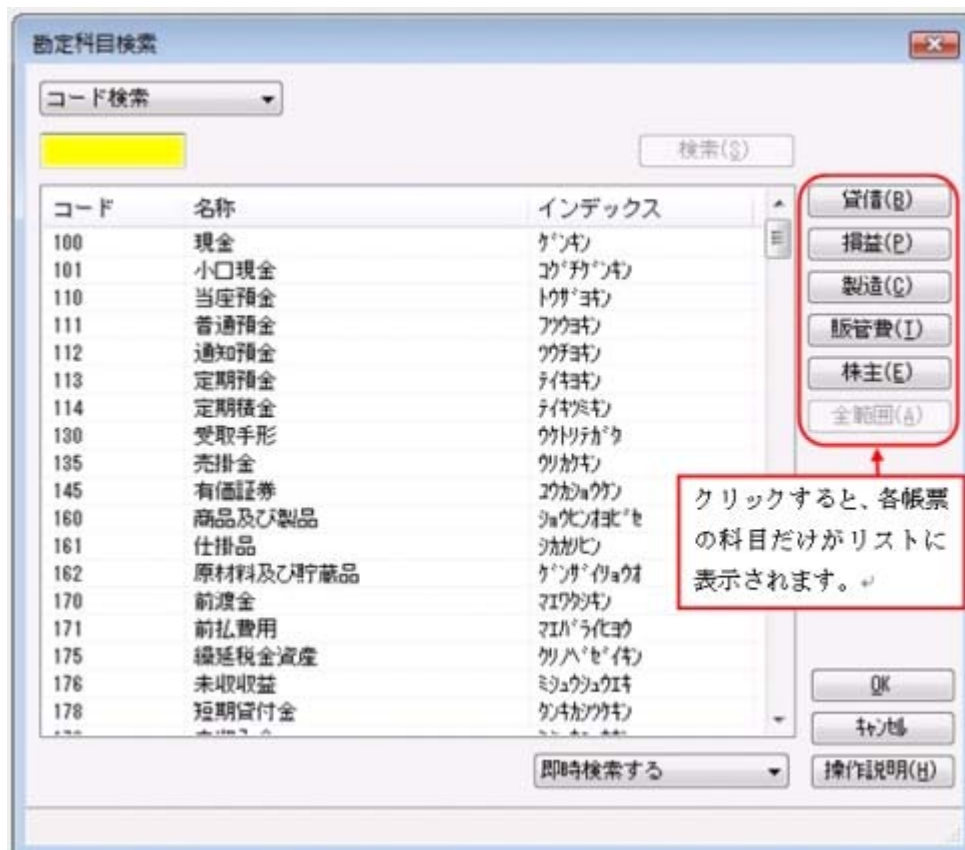 勘定科目検索
コード検索
検索(S)
コード 名称 インデックス
100 現金 ｹﾞﾝｷﾝ
101 小口現金 ｺｸﾞﾁｹﾞﾝｷﾝ
110 当座預金 ﾄｳｻﾞﾖｷﾝ
111 普通預金 ﾌﾂｳﾖｷﾝ
112 通知預金 ﾂｳﾁﾖｷﾝ
113 定期預金 ﾃｲｷﾖｷﾝ
114 定期積金 ﾃｲｷﾂﾐｷﾝ
130 受取手形 ｳｹﾄﾘﾃｶﾞﾀ
135 売掛金 ｳﾘｶｹｷﾝ
145 有価証券 ﾕｳｶｼｮｳｹﾝ
160 商品及び製品 ｼｮｳﾋﾝｵﾖﾋﾞｾ
161 仕掛品 ｼｶｶﾘﾋﾝ
162 原材料及び貯蔵品 ｹﾞﾝｻﾞｲﾘｮｳｵ
170 前渡金 ﾏｴﾜﾀｼｷﾝ
171 前払費用 ﾏｴﾊﾞﾗｲﾋﾖｳ
175 繰延税金資産 ｸﾘﾉﾍﾞｾﾞｲｷﾝ
176 未収収益 ﾐｼｭｳｼｭｳｴｷ
178 短期貸付金 ﾀﾝｷｶｼﾂｹｷﾝ
貸借(B)
損益(P)
製造(C)
販管費(I)
株主(E)
全範囲(A)
クリックすると、各帳票
の科目だけがリストに
表示されます。
OK
ｷｬﾝｾﾙ
即時検索する
操作説明(H)